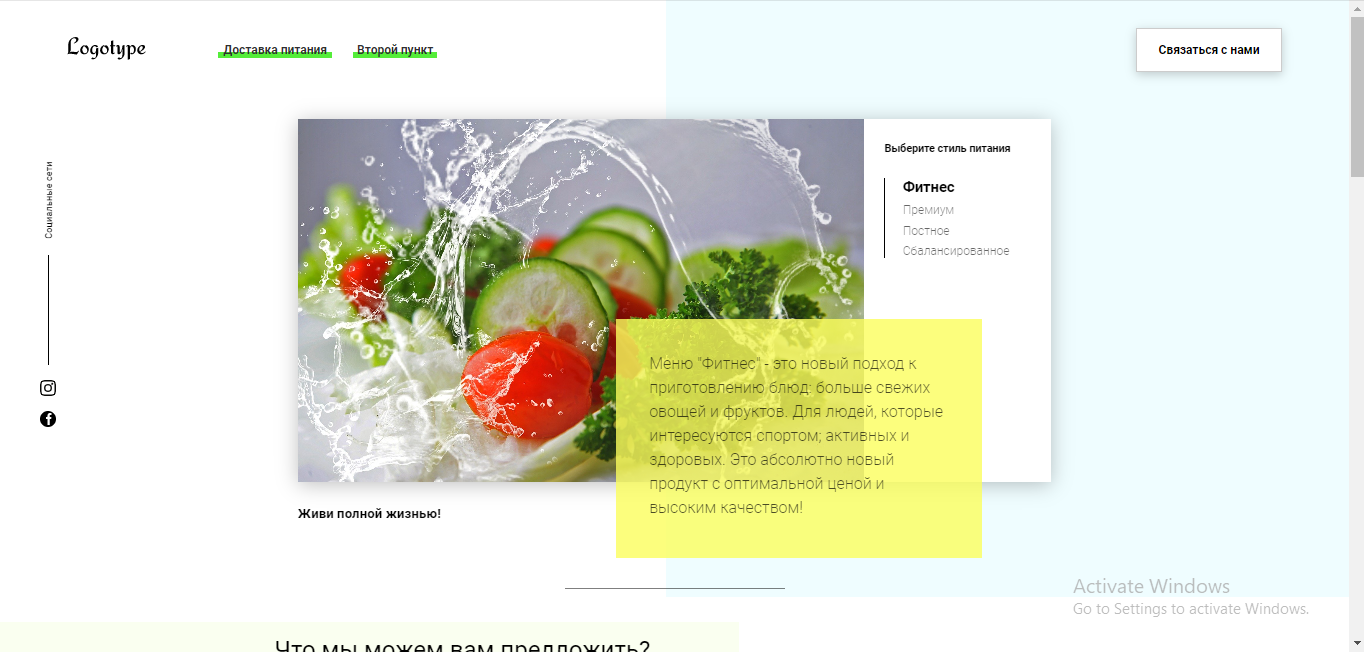 Logotype
Доставка питания
Второй пункт
Связаться с нами
Социальные сети
Выберите стиль питания
Фитнес
Премиум
Постное
Сбалансированное
Меню "Фитнес" - это новый подход к
приготовлению блюд: больше свежих
овощей и фруктов. Для людей, которые
интересуются спортом; активных и
здоровых. Это абсолютно новый
продукт с оптимальной ценой и
высоким качеством!
Живи полной жизнью!
Activate Windows
Go to Settings to activate Windows.
Что мы можем вам предложить?